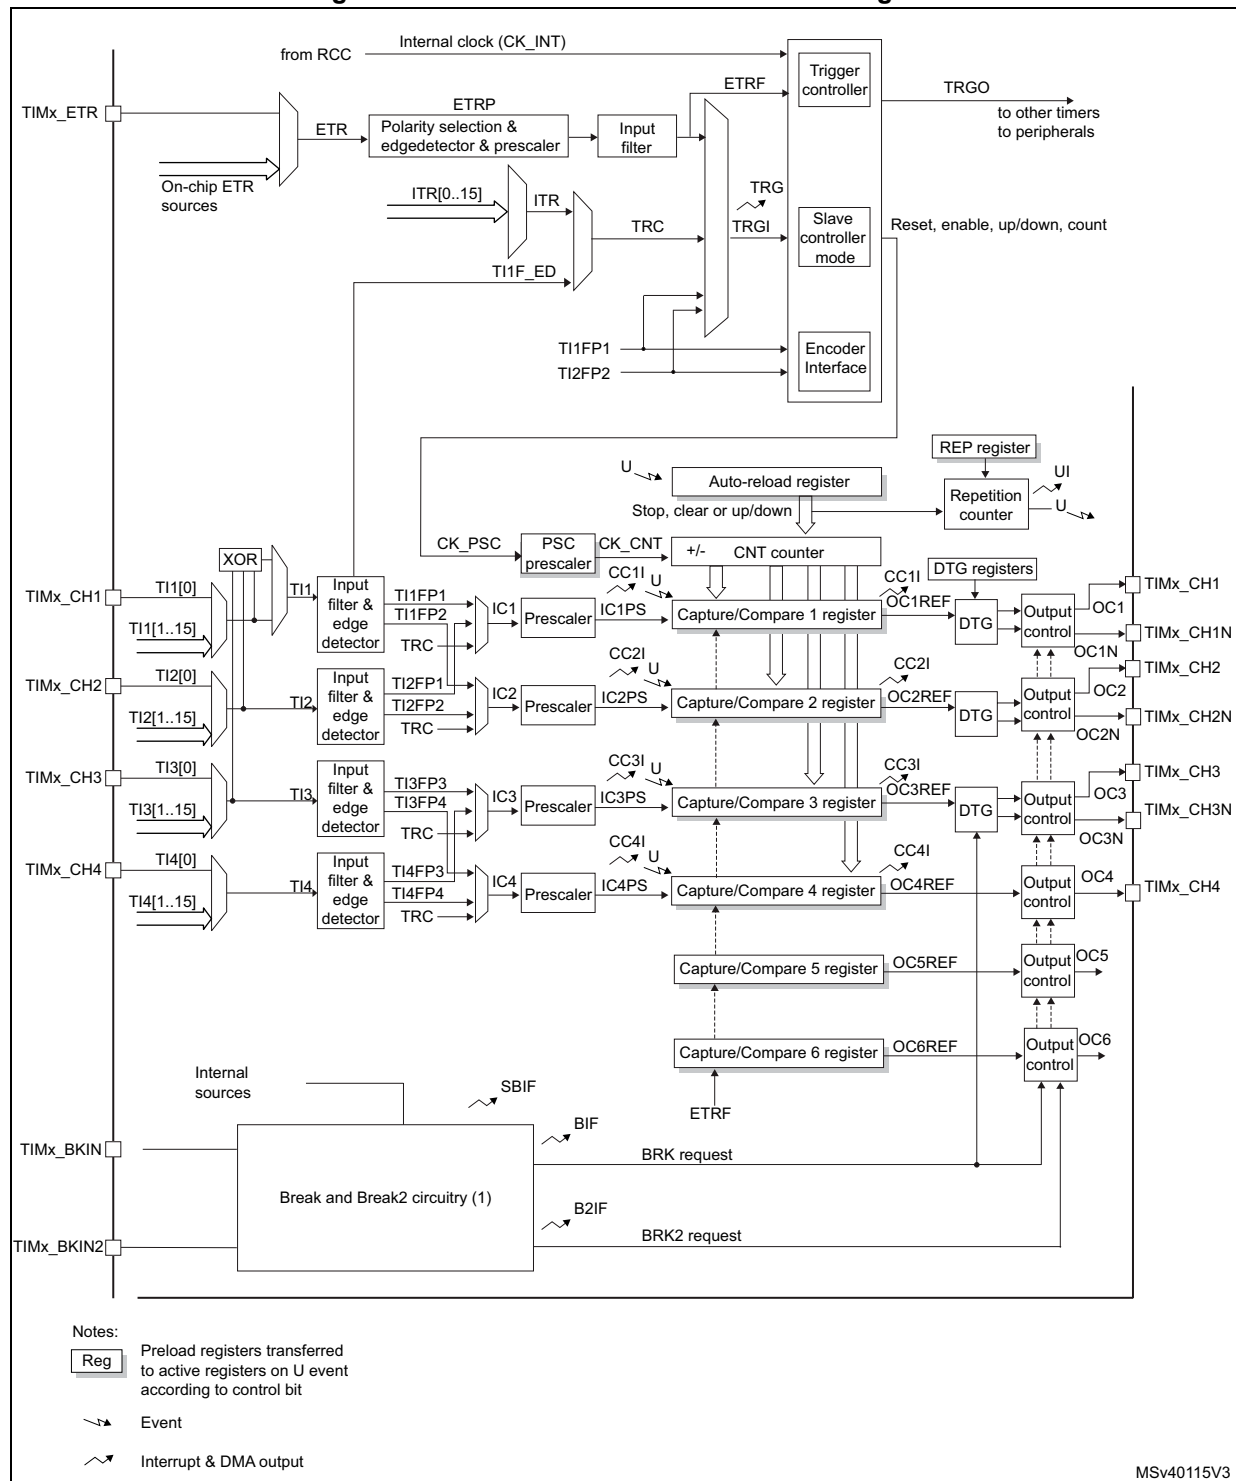 Internal clock (CK_INT)
from RCC
Trigger
controller
ETRF
TRGO
to other timers
to peripherals
TIMx_ETR
ETRP
ETR
Polarity selection &
edgedetector & prescaler
Input
filter
On-chip ETR
sources
ITR[0..15]
ITR
TRG
TRC
TRGI
Slave
controller
mode
Reset, enable, up/down, count
TI1F_ED
TI1FP1
TI2FP2
Encoder
Interface
REP register
U
Auto-reload register
UI
Repetition
counter
U
Stop, clear or up/down
CK_PSC
PSC
prescaler
CK_CNT
+/-
CNT counter
XOR
DTG registers
TIMx_CH1
TI1[0]
TI1[1..15]
TI1
Input
filter &
edge
detector
TI1FP1
TI1FP2
TRC
IC1
Prescaler
IC1PS
CC1I
U
Capture/Compare 1 register
CC1I
OC1REF
DTG
Output
control
OC1
TIMx_CH1
OC1N
TIMx_CH1N
TIMx_CH2
TI2[0]
TI2[1..15]
TI2
Input
filter &
edge
detector
TI2FP1
TI2FP2
TRC
IC2
Prescaler
IC2PS
CC2I
U
Capture/Compare 2 register
CC2I
OC2REF
DTG
Output
control
OC2
TIMx_CH2
OC2N
TIMx_CH2N
TIMx_CH3
TI3[0]
TI3[1..15]
TI3
Input
filter &
edge
detector
TI3FP3
TI3FP4
TRC
IC3
Prescaler
IC3PS
CC3I
U
Capture/Compare 3 register
CC3I
OC3REF
DTG
Output
control
OC3
TIMx_CH3
OC3N
TIMx_CH3N
TIMx_CH4
TI4[0]
TI4[1..15]
TI4
Input
filter &
edge
detector
TI4FP3
TI4FP4
TRC
IC4
Prescaler
IC4PS
CC4I
U
Capture/Compare 4 register
CC4I
OC4REF
Output
control
OC4
TIMx_CH4
Capture/Compare 5 register
OC5REF
Output
control
OC5
Capture/Compare 6 register
OC6REF
Output
control
OC6
ETRF
Internal
sources
SBIF
TIMx_BKIN
BIF
BRK request
Break and Break2 circuitry (1)
TIMx_BKIN2
B2IF
BRK2 request
Notes:
Reg
Preload registers transferred
to active registers on U event
according to control bit
Event
Interrupt & DMA output
MSv40115V3